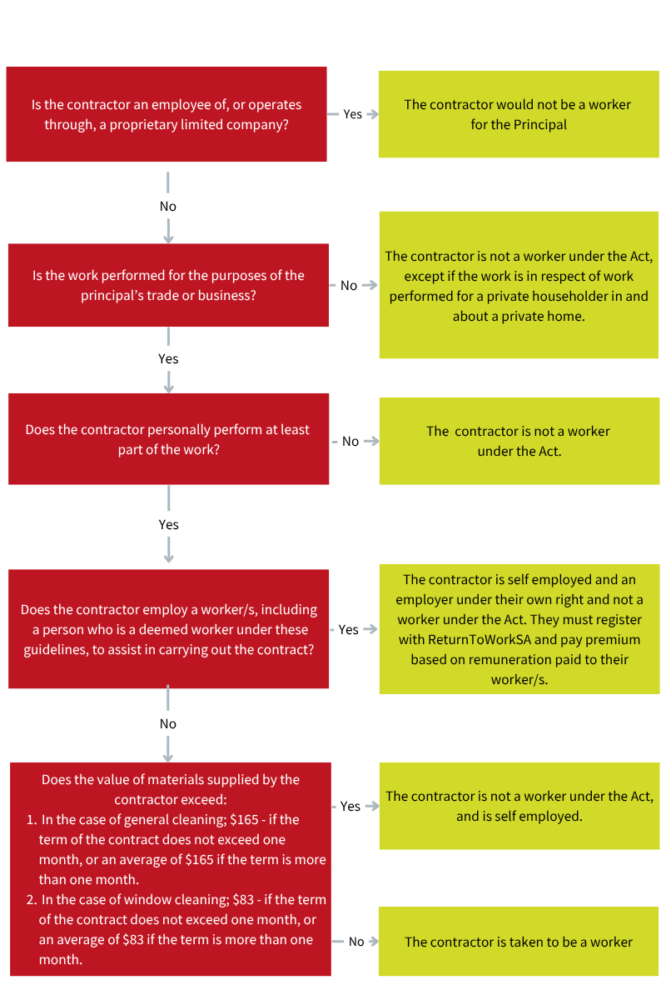 Is the contractor an employee of, or operates
through, a proprietary limited company?
Yes
The contractor would not be a worker
for the Principal
No
Is the work performed for the purposes of the
principal’s trade or business?
No
The contractor is not a worker under the Act,
except if the work is in respect of work
performed for a private householder in and
about a private home.
Yes
Does the contractor personally perform at least
part of the work?
No
The contractor is not a worker
under the Act.
Yes
Does the contractor employ a worker/s, including
a person who is a deemed worker under these
guidelines, to assist in carrying out the contract?
Yes
The contractor is self employed and an
employer under their own right and not a
worker under the Act. They must register
with ReturnToWorkSA and pay premium
based on remuneration paid to their
worker/s.
No
Does the value of materials supplied by the
contractor exceed:
1. In the case of general cleaning; $165 - if the
term of the contract does not exceed one
month, or an average of $165 if the term is more
than one month.
2. In the case of window cleaning; $83 - if the term
of the contract does not exceed one month, or
an average of $83 if the term is more than one
month.
Yes
The contractor is not a worker under the Act,
and is self employed.
No
The contractor is taken to be a worker